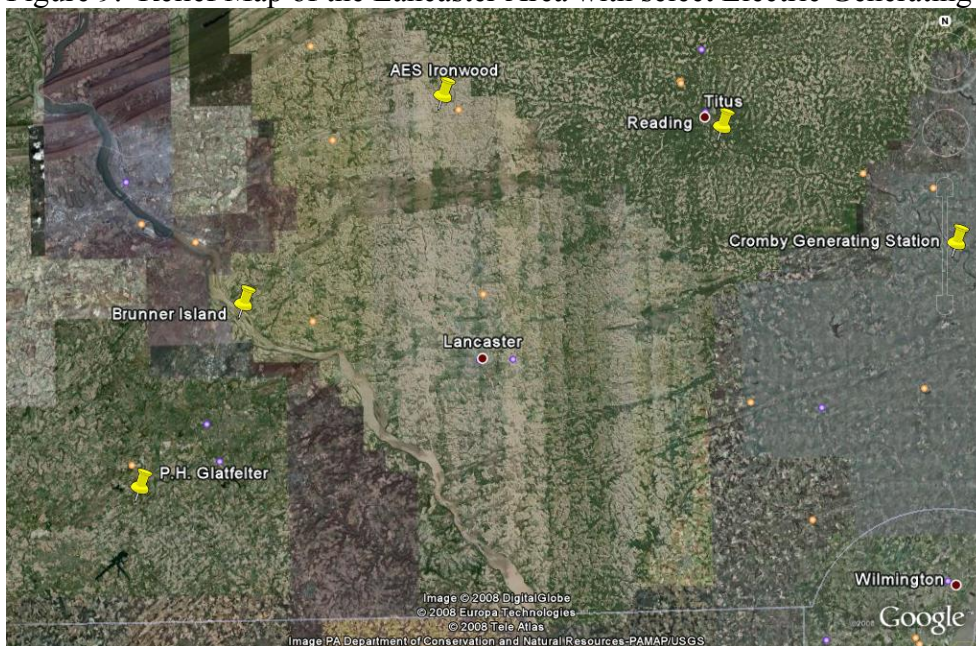 Figure 9. Relief Map of the Lancaster Area with select Electric Generating
N
AES Ironwood
Titus
Reading
Cromby Generating Station
Brunner Island
Lancaster
P.H. Glatfelter
Wilmington
Image © 2008 DigitalGlobe
© 2008 Europa Technologies
© 2008 Tele Atlas
Image PA Department of Conservation and Natural Resources-PAMAP/USGS
©2008 Google